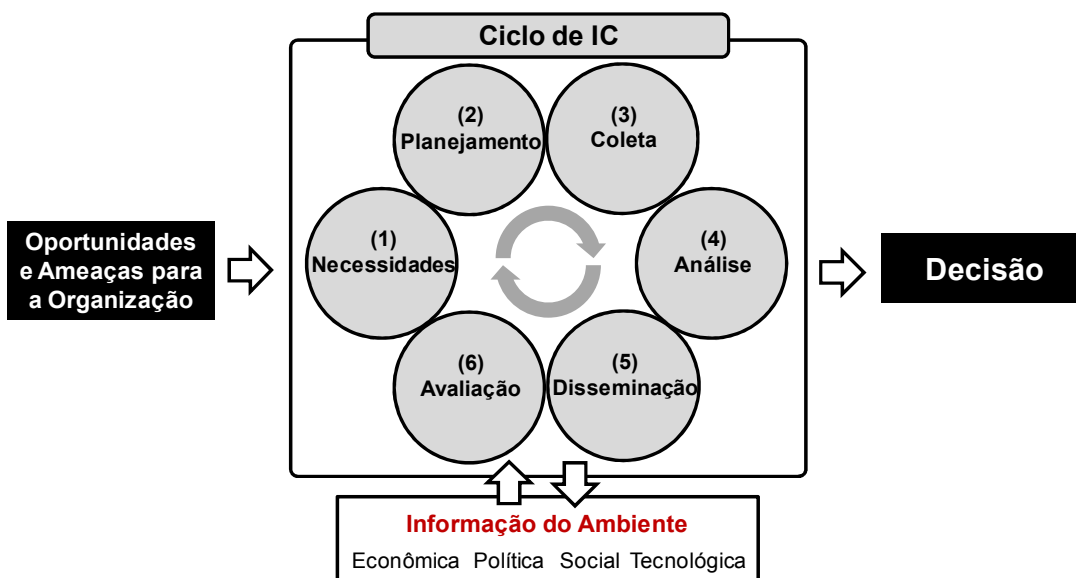 Ciclo de IC
(2)
Planejamento
(3)
Coleta
(1)
Necessidades
(4)
Análise
(6)
Avaliação
(5)
Disseminação
Oportunidades
e Ameaças para
a Organização
Decisão
Informação do Ambiente
Econômica Política Social Tecnológica